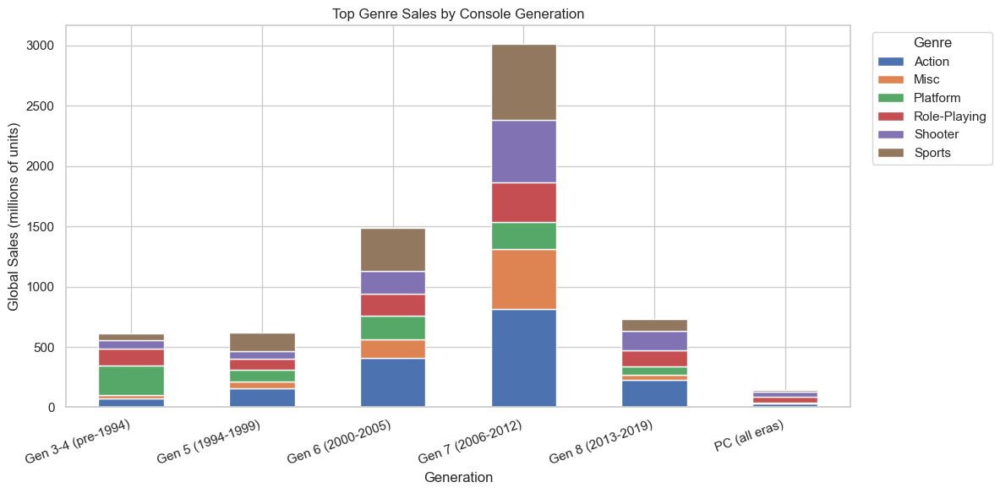 Top Genre Sales by Console Generation
Global Sales (millions of units)
3000
2500
2000
1500
1000
500
0
Gen 3-4 (pre-1994)
Gen 5 (1994-1999)
Gen 6 (2000-2005)
Gen 7 (2006-2012)
Gen 8 (2013-2019)
PC (all eras)
Generation
Genre
Action
Misc
Platform
Role-Playing
Shooter
Sports